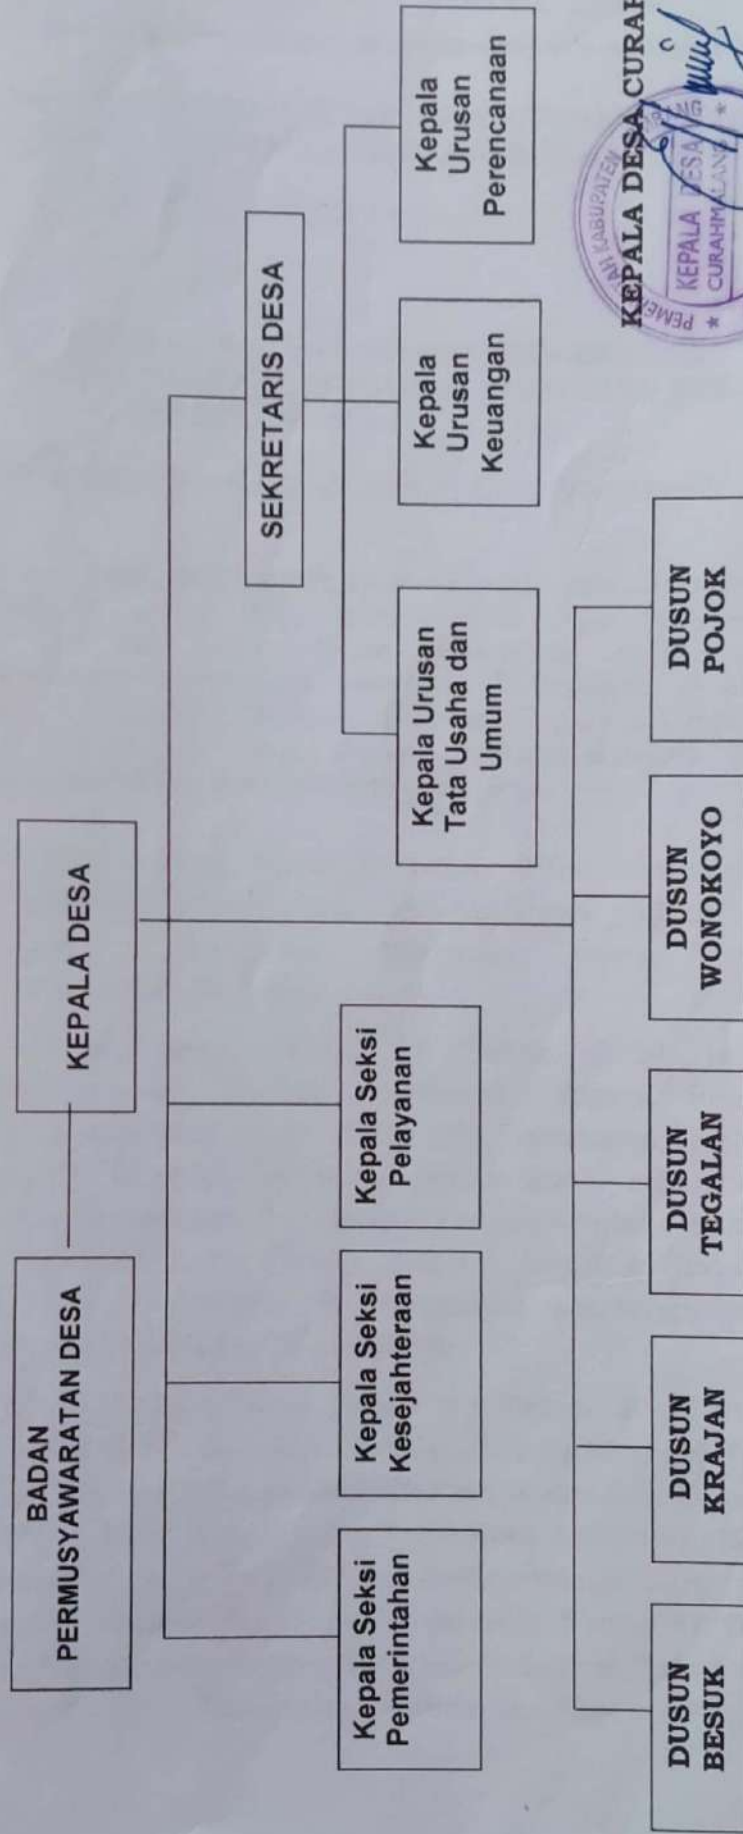 BADAN
PERMUSYAWARATAN DESA
KEPALA DESA
SEKRETARIS DESA
Kepala Seksi
Pemerintahan
Kepala Seksi
Kesejahteraan
Kepala Seksi
Pelayanan
Kepala Urusan
Tata Usaha dan
Umum
Kepala
Urusan
Keuangan
Kepala
Urusan
Perencanaan
DUSUN
BESUK
DUSUN
KRAJAN
DUSUN
TEGALAN
DUSUN
WONOKOYO
DUSUN
POJOK
KEPALA DESA CURAH
KABUPATEN
KEPALA DESA
CURAHMALANG